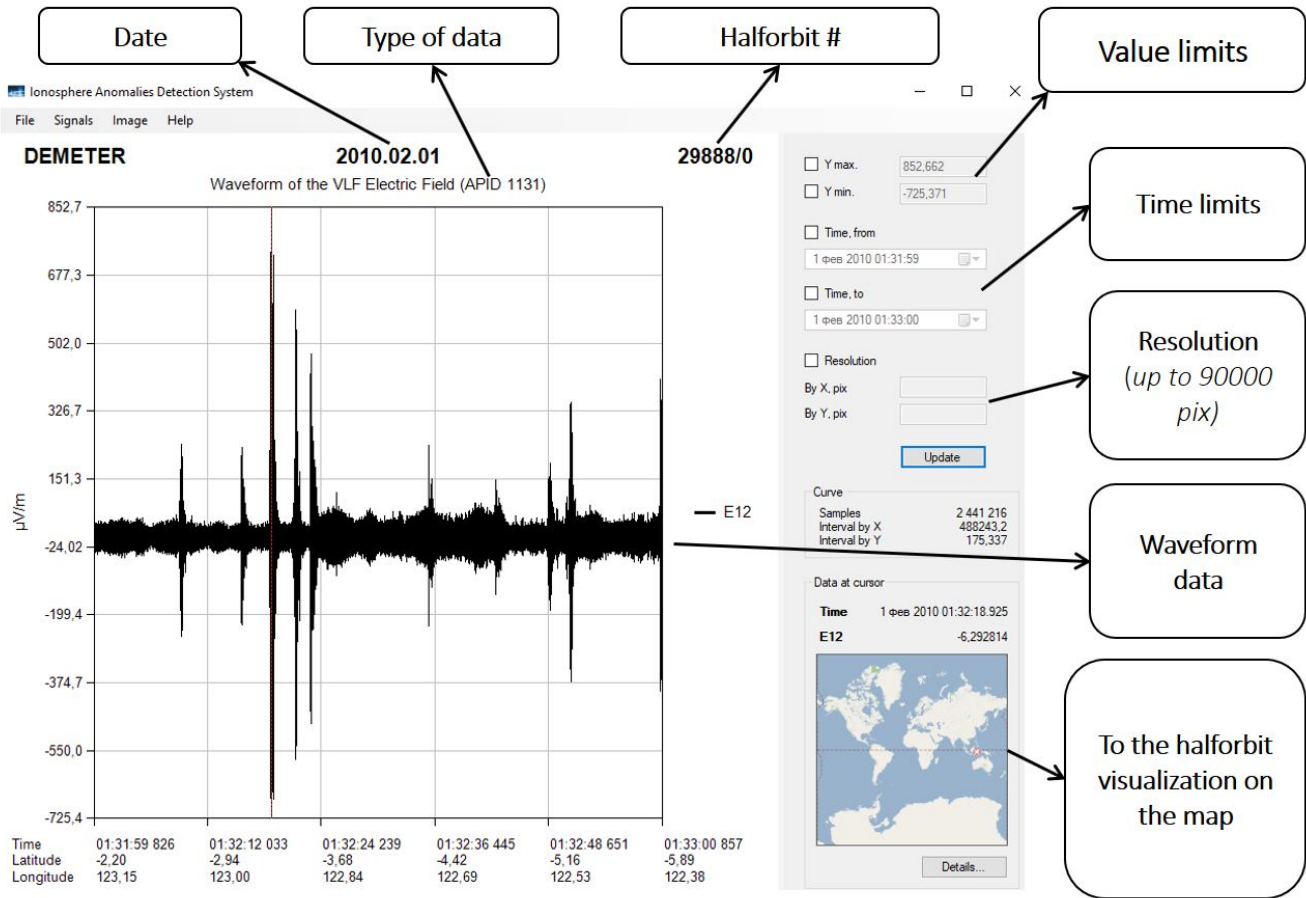 Date
Type of data
Halforbit #
Value limits
Ionosphere Anomalies Detection System
File Signals Image Help
DEMETER 2010.02.01 29888/0
Waveform of the VLF Electric Field (APID 1131)
852,7
677,3
502,0
326,7
151,3
-24,02
-199,4
-374,7
-550,0
-725,4
µV/m
E12
Time 01:31:59 826 01:32:12 033 01:32:24 239 01:32:36 445 01:32:48 651 01:33:00 857
Latitude -2,20 -2,94 -3,68 -4,42 -5,16 -5,89
Longitude 123,15 123,00 122,84 122,69 122,53 122,38
Y max. 852,662
Y min. -725,371
Time, from
1 фев 2010 01:31:59
Time, to
1 фев 2010 01:33:00
Resolution
By X, pix
By Y, pix
Update
Curve
Samples 2 441 216
Interval by X 488243,2
Interval by Y 175,337
Data at cursor
Time 1 фев 2010 01:32:18.925
E12 -6,292814
Details...
Time limits
Resolution
(up to 90000
pix)
Waveform
data
To the halforbit
visualization on
the map